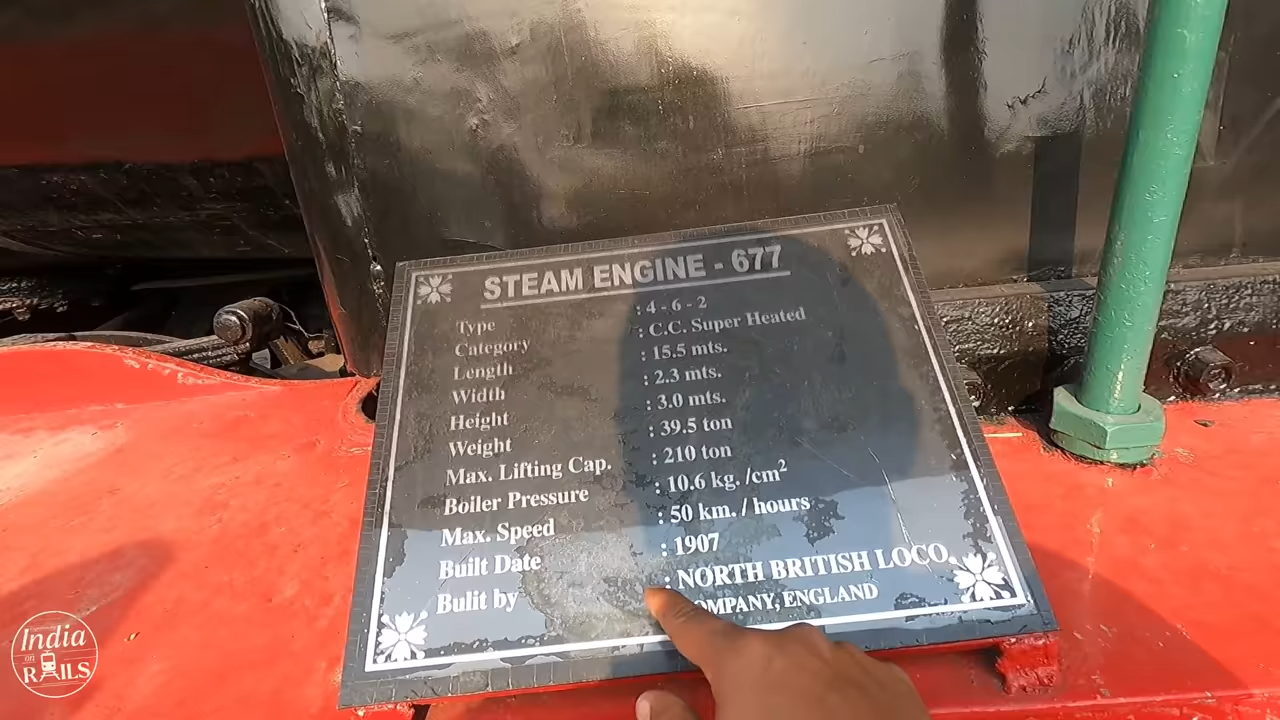 STEAM ENGINE - 677
Type : 4 - 6 - 2
Category : C.C. Super Heated
Length : 15.5 mts.
Width : 2.3 mts.
Height : 3.0 mts.
Weight : 39.5 ton
Max. Lifting Cap. : 210 ton
Boiler Pressure : 10.6 kg. /cm²
Max. Speed : 50 km. / hours
Built Date : 1907
Bulit by : NORTH BRITISH LOCO.
OMPANY, ENGLAND
India
on
RAILS